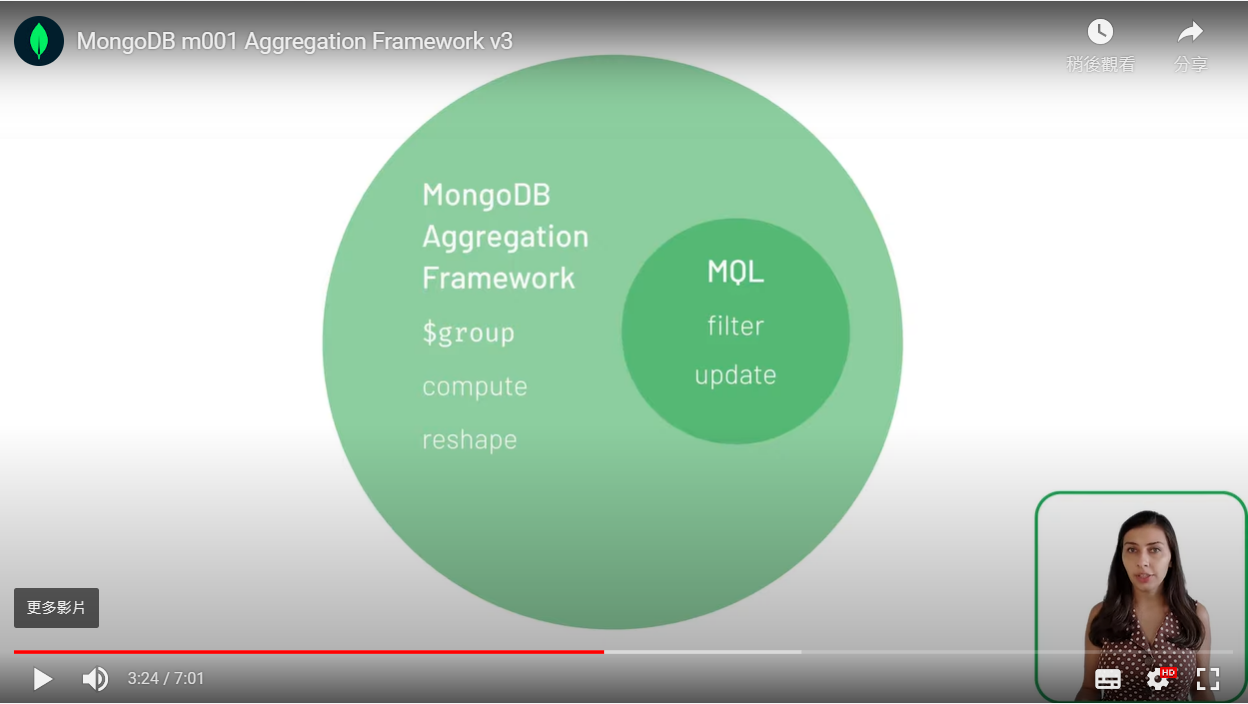 MongoDB m001 Aggregation Framework v3
稍後觀看
分享
MongoDB
Aggregation
Framework
$group
compute
reshape
MQL
filter
update
更多影片
3:24 / 7:01
HD